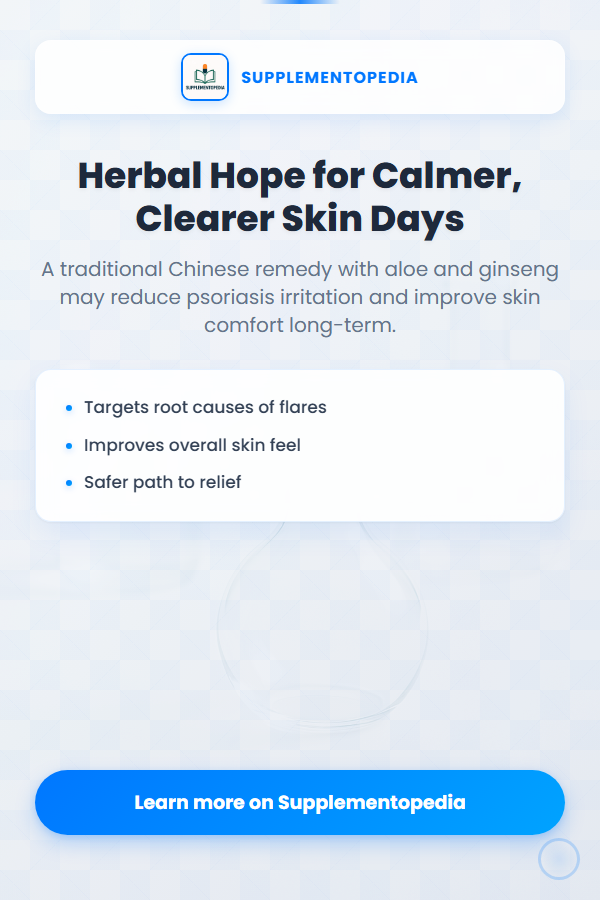 SUPPLEMENTOPEDIA
SUPPLEMENTOPEDIA
Herbal Hope for Calmer,
Clearer Skin Days
A traditional Chinese remedy with aloe and ginseng
may reduce psoriasis irritation and improve skin
comfort long-term.
Targets root causes of flares
Improves overall skin feel
Safer path to relief
Learn more on Supplementopedia